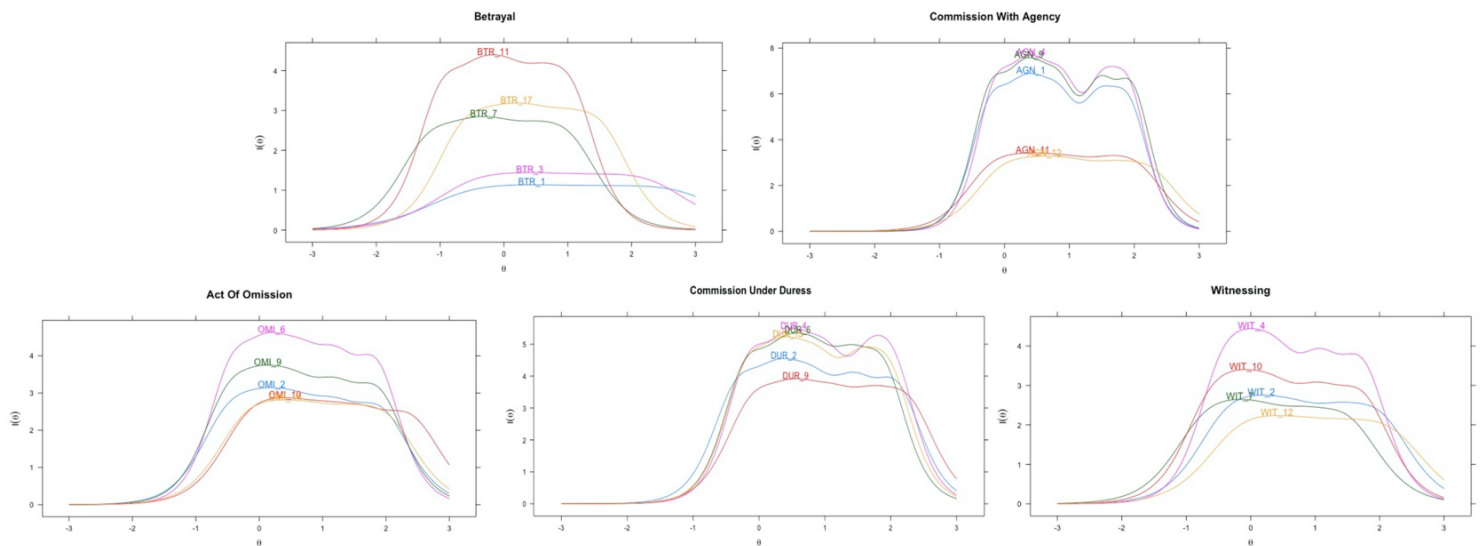 Betrayal
Commission With Agency
BTR_11
BTR_17
BTR_7
BTR_3
BTR_1
I(θ)
0
1
2
3
4
-3
-2
-1
0
1
2
3
θ
AGN_9
AGN_1
AGN_11
AGN_12
I(θ)
0
2
4
6
8
-3
-2
-1
0
1
2
3
θ
Act Of Omission
Commission Under Duress
Witnessing
OMI_6
OMI_9
OMI_2
I(θ)
0
1
2
3
4
-3
-2
-1
0
1
2
3
θ
DUR_4
DUR_6
DUR_2
DUR_9
I(θ)
0
1
2
3
4
5
-3
-2
-1
0
1
2
3
θ
WIT_4
WIT_10
WIT_2
WIT_12
I(θ)
0
1
2
3
4
-3
-2
-1
0
1
2
3
θ